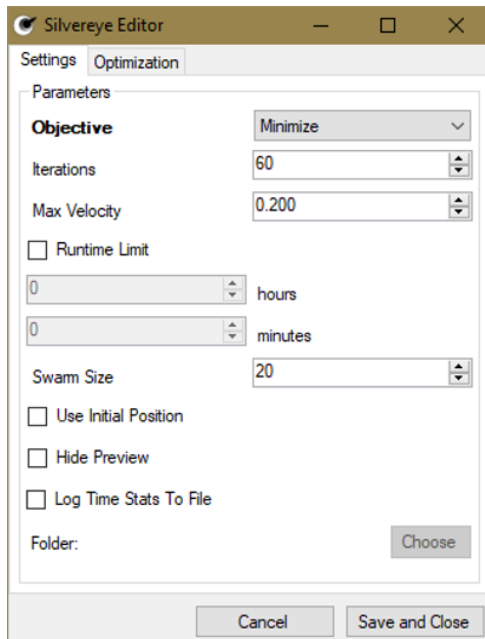 Silvereye Editor
Settings Optimization
Parameters
Objective Minimize
Iterations 60
Max Velocity 0.200
Runtime Limit
0 hours
0 minutes
Swarm Size 20
Use Initial Position
Hide Preview
Log Time Stats To File
Folder: Choose
Cancel Save and Close